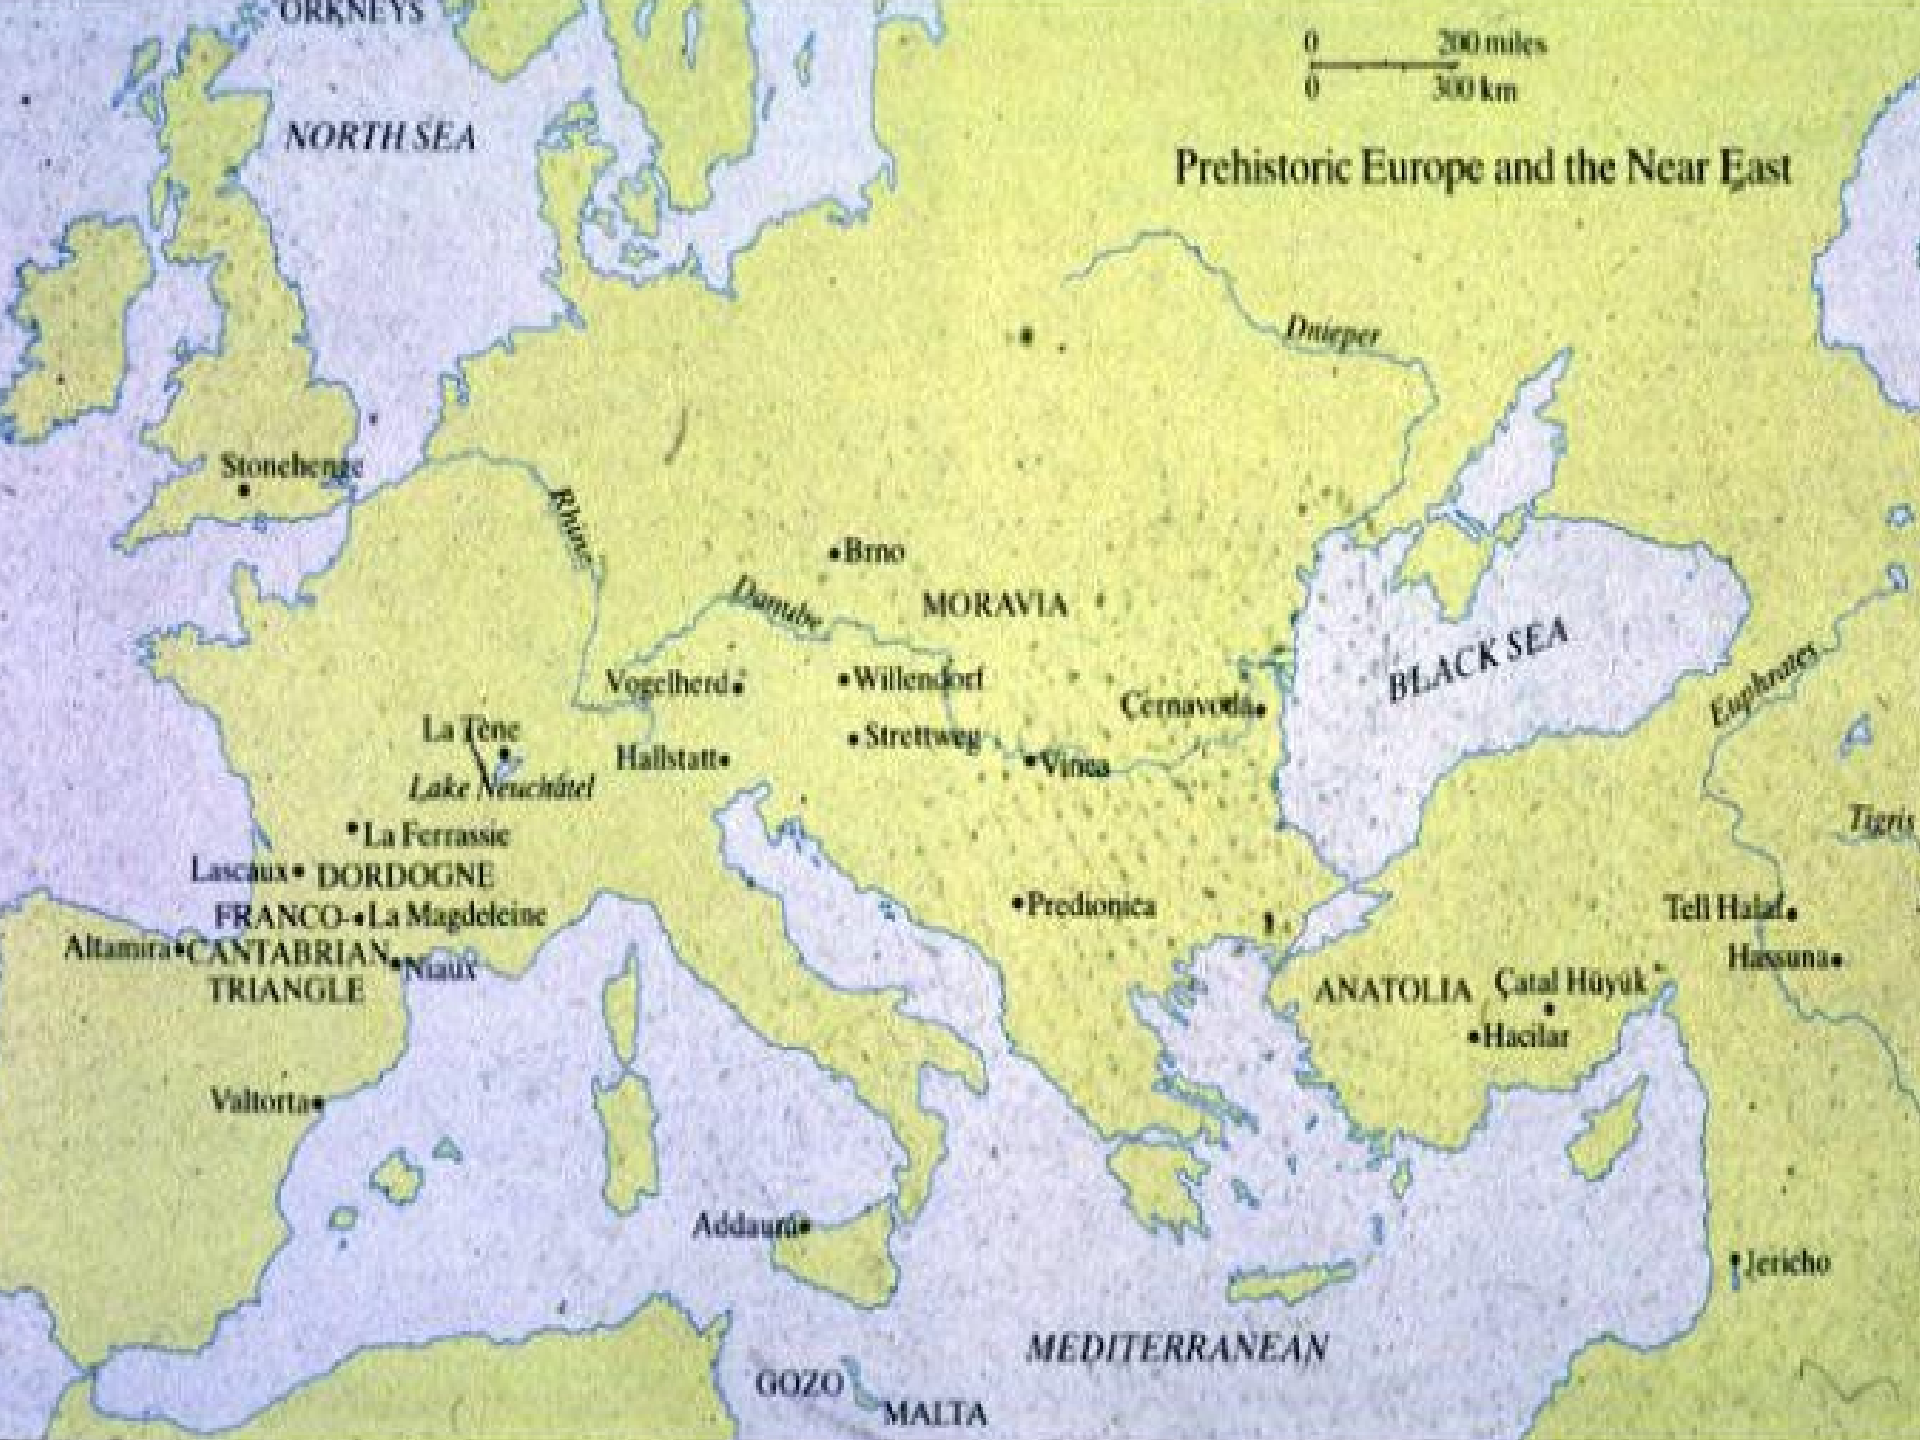 ORKNEYS
0 200 miles
0 300 km
NORTH SEA
Prehistoric Europe and the Near East
Dnieper
Stonehenge
Rhine
Brno
Danube
MORAVIA
BLACK SEA
Euphrates
Vogelherd
Willendorf
Cernavoda
La Tène
Strettweg
Hallstatt
Vinca
Lake Neuchâtel
Tigris
La Ferrassie
Lascaux
DORDOGNE
Predionica
Tell Halaf
FRANCO-
La Magdeleine
Altamira
CANTABRIAN
Niaux
Hassuna
TRIANGLE
ANATOLIA
Çatal Hüyük
Hacilar
Valtorta
Addaura
Jericho
MEDITERRANEAN
GOZO
MALTA